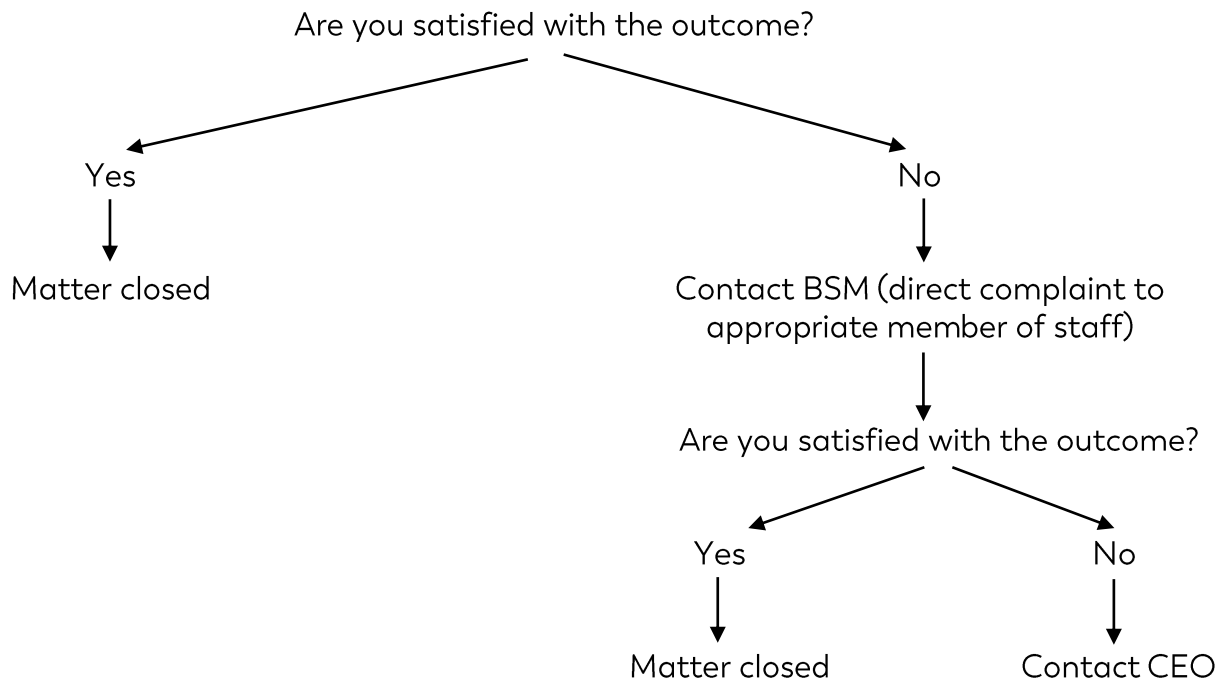 Are you satisfied with the outcome?
Yes
No
Matter closed
Contact BSM (direct complaint to
appropriate member of staff)
Are you satisfied with the outcome?
Yes
No
Matter closed
Contact CEO